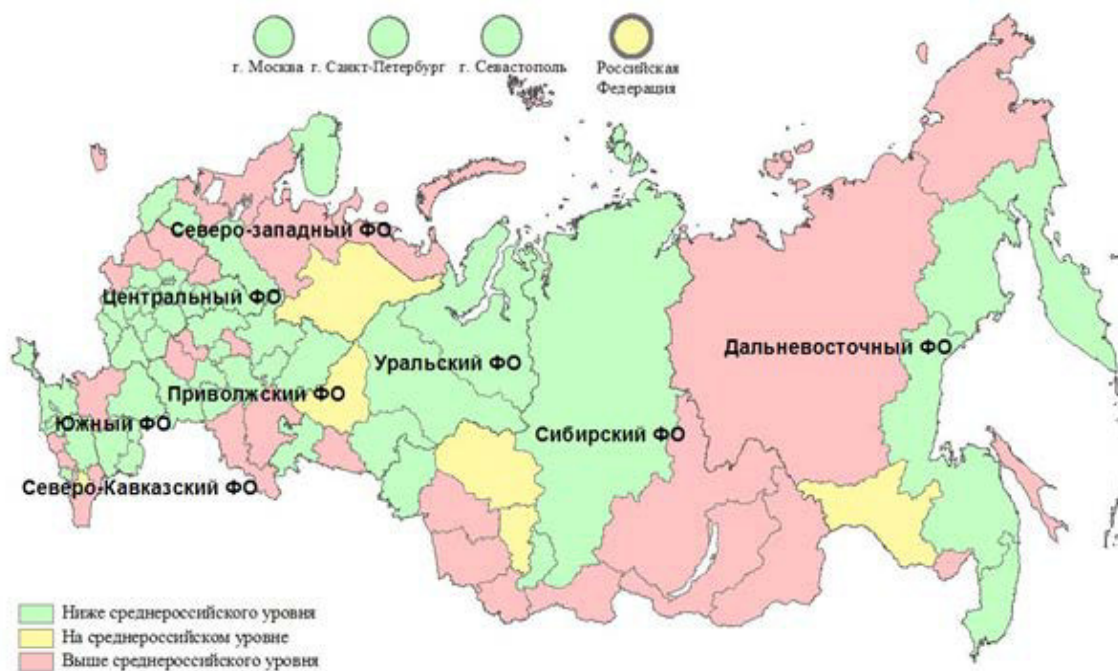 г. Москва г. Санкт-Петербург г. Севастополь Российская
Федерация
Северо-западный ФО
Центральный ФО
Уральский ФО
Дальневосточный ФО
Приволжский ФО
Южный ФО
Сибирский ФО
Северо-Кавказский ФО
Ниже среднероссийского уровня
На среднероссийском уровне
Выше среднероссийского уровня